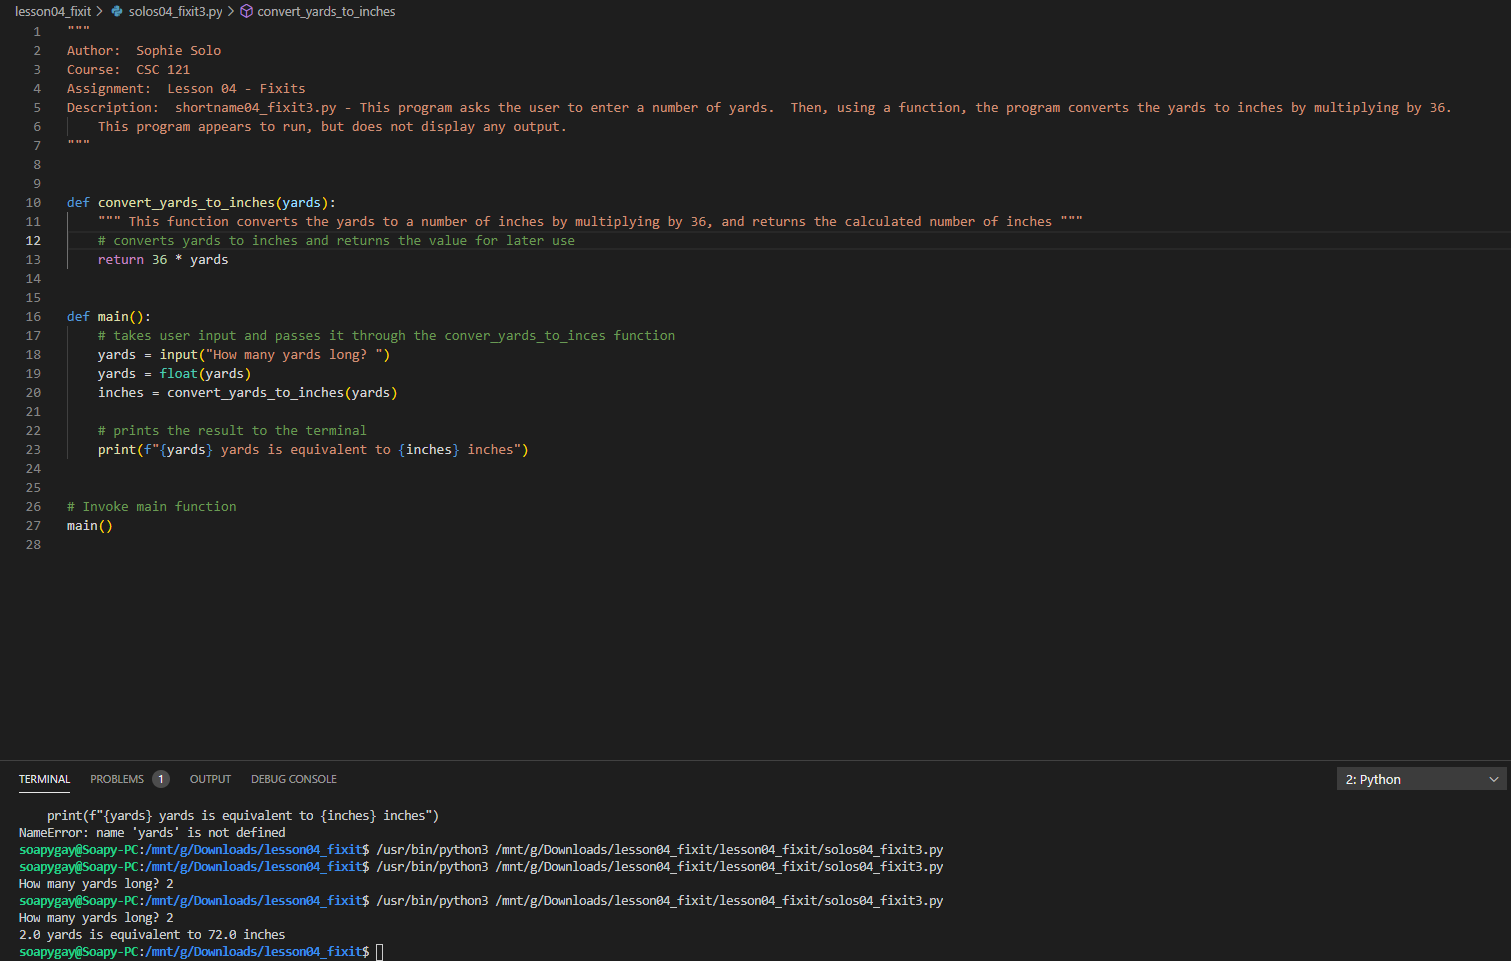 lesson04_fixit > solos04_fixit3.py > convert_yards_to_inches
1 """
2 Author:  Sophie Solo
3 Course:  CSC 121
4 Assignment:  Lesson 04 - Fixits
5 Description:  shortname04_fixit3.py - This program asks the user to enter a number of yards.  Then, using a function, the program converts the yards to inches by multiplying by 36.
6     This program appears to run, but does not display any output.
7 """
8
9
10 def convert_yards_to_inches(yards):
11     """ This function converts the yards to a number of inches by multiplying by 36, and returns the calculated number of inches """
12     # converts yards to inches and returns the value for later use
13     return 36 * yards
14
15
16 def main():
17     # takes user input and passes it through the conver_yards_to_inces function
18     yards = input("How many yards long? ")
19     yards = float(yards)
20     inches = convert_yards_to_inches(yards)
21
22     # prints the result to the terminal
23     print(f"{yards} yards is equivalent to {inches} inches")
24
25
26 # Invoke main function
27 main()
28
TERMINAL PROBLEMS 1 OUTPUT DEBUG CONSOLE 2: Python
    print(f"{yards} yards is equivalent to {inches} inches")
NameError: name 'yards' is not defined
soapygay@Soapy-PC:/mnt/g/Downloads/lesson04_fixit$ /usr/bin/python3 /mnt/g/Downloads/lesson04_fixit/lesson04_fixit/solos04_fixit3.py
soapygay@Soapy-PC:/mnt/g/Downloads/lesson04_fixit$ /usr/bin/python3 /mnt/g/Downloads/lesson04_fixit/lesson04_fixit/solos04_fixit3.py
How many yards long? 2
soapygay@Soapy-PC:/mnt/g/Downloads/lesson04_fixit$ /usr/bin/python3 /mnt/g/Downloads/lesson04_fixit/lesson04_fixit/solos04_fixit3.py
How many yards long? 2
2.0 yards is equivalent to 72.0 inches
soapygay@Soapy-PC:/mnt/g/Downloads/lesson04_fixit$